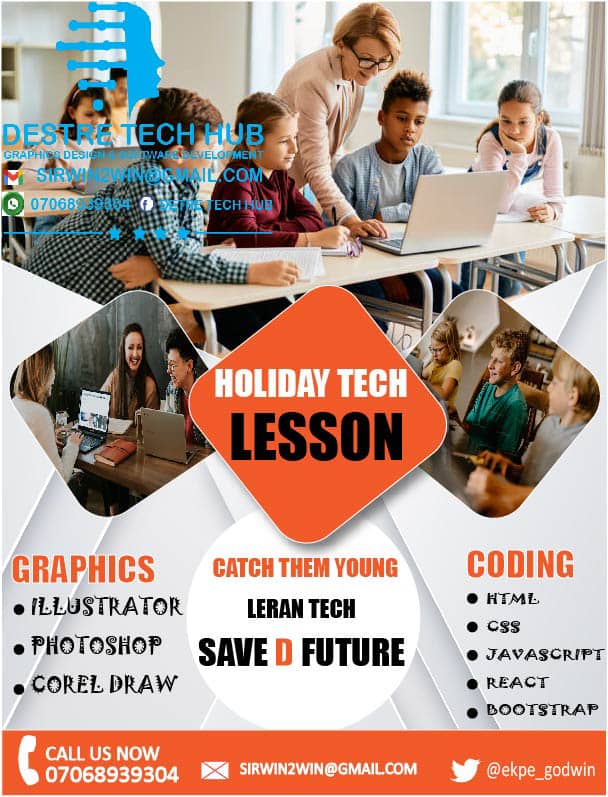 DESTRE TECH HUB
GRAPHICS DESIGN & SOFTWARE DEVELOPMENT
SIRWIN2WIN@GMAIL.COM
07068939304 DETRE TECH HUB
HOLIDAY TECH
LESSON
GRAPHICS
• ILLUSTRATOR
• PHOTOSHOP
• COREL DRAW
CATCH THEM YOUNG
LERAN TECH
SAVE D FUTURE
CODING
• HTML
• CSS
• JAVASCRIPT
• REACT
• BOOTSTRAP
CALL US NOW
07068939304
SIRWIN2WIN@GMAIL.COM
@ekpe_godwin